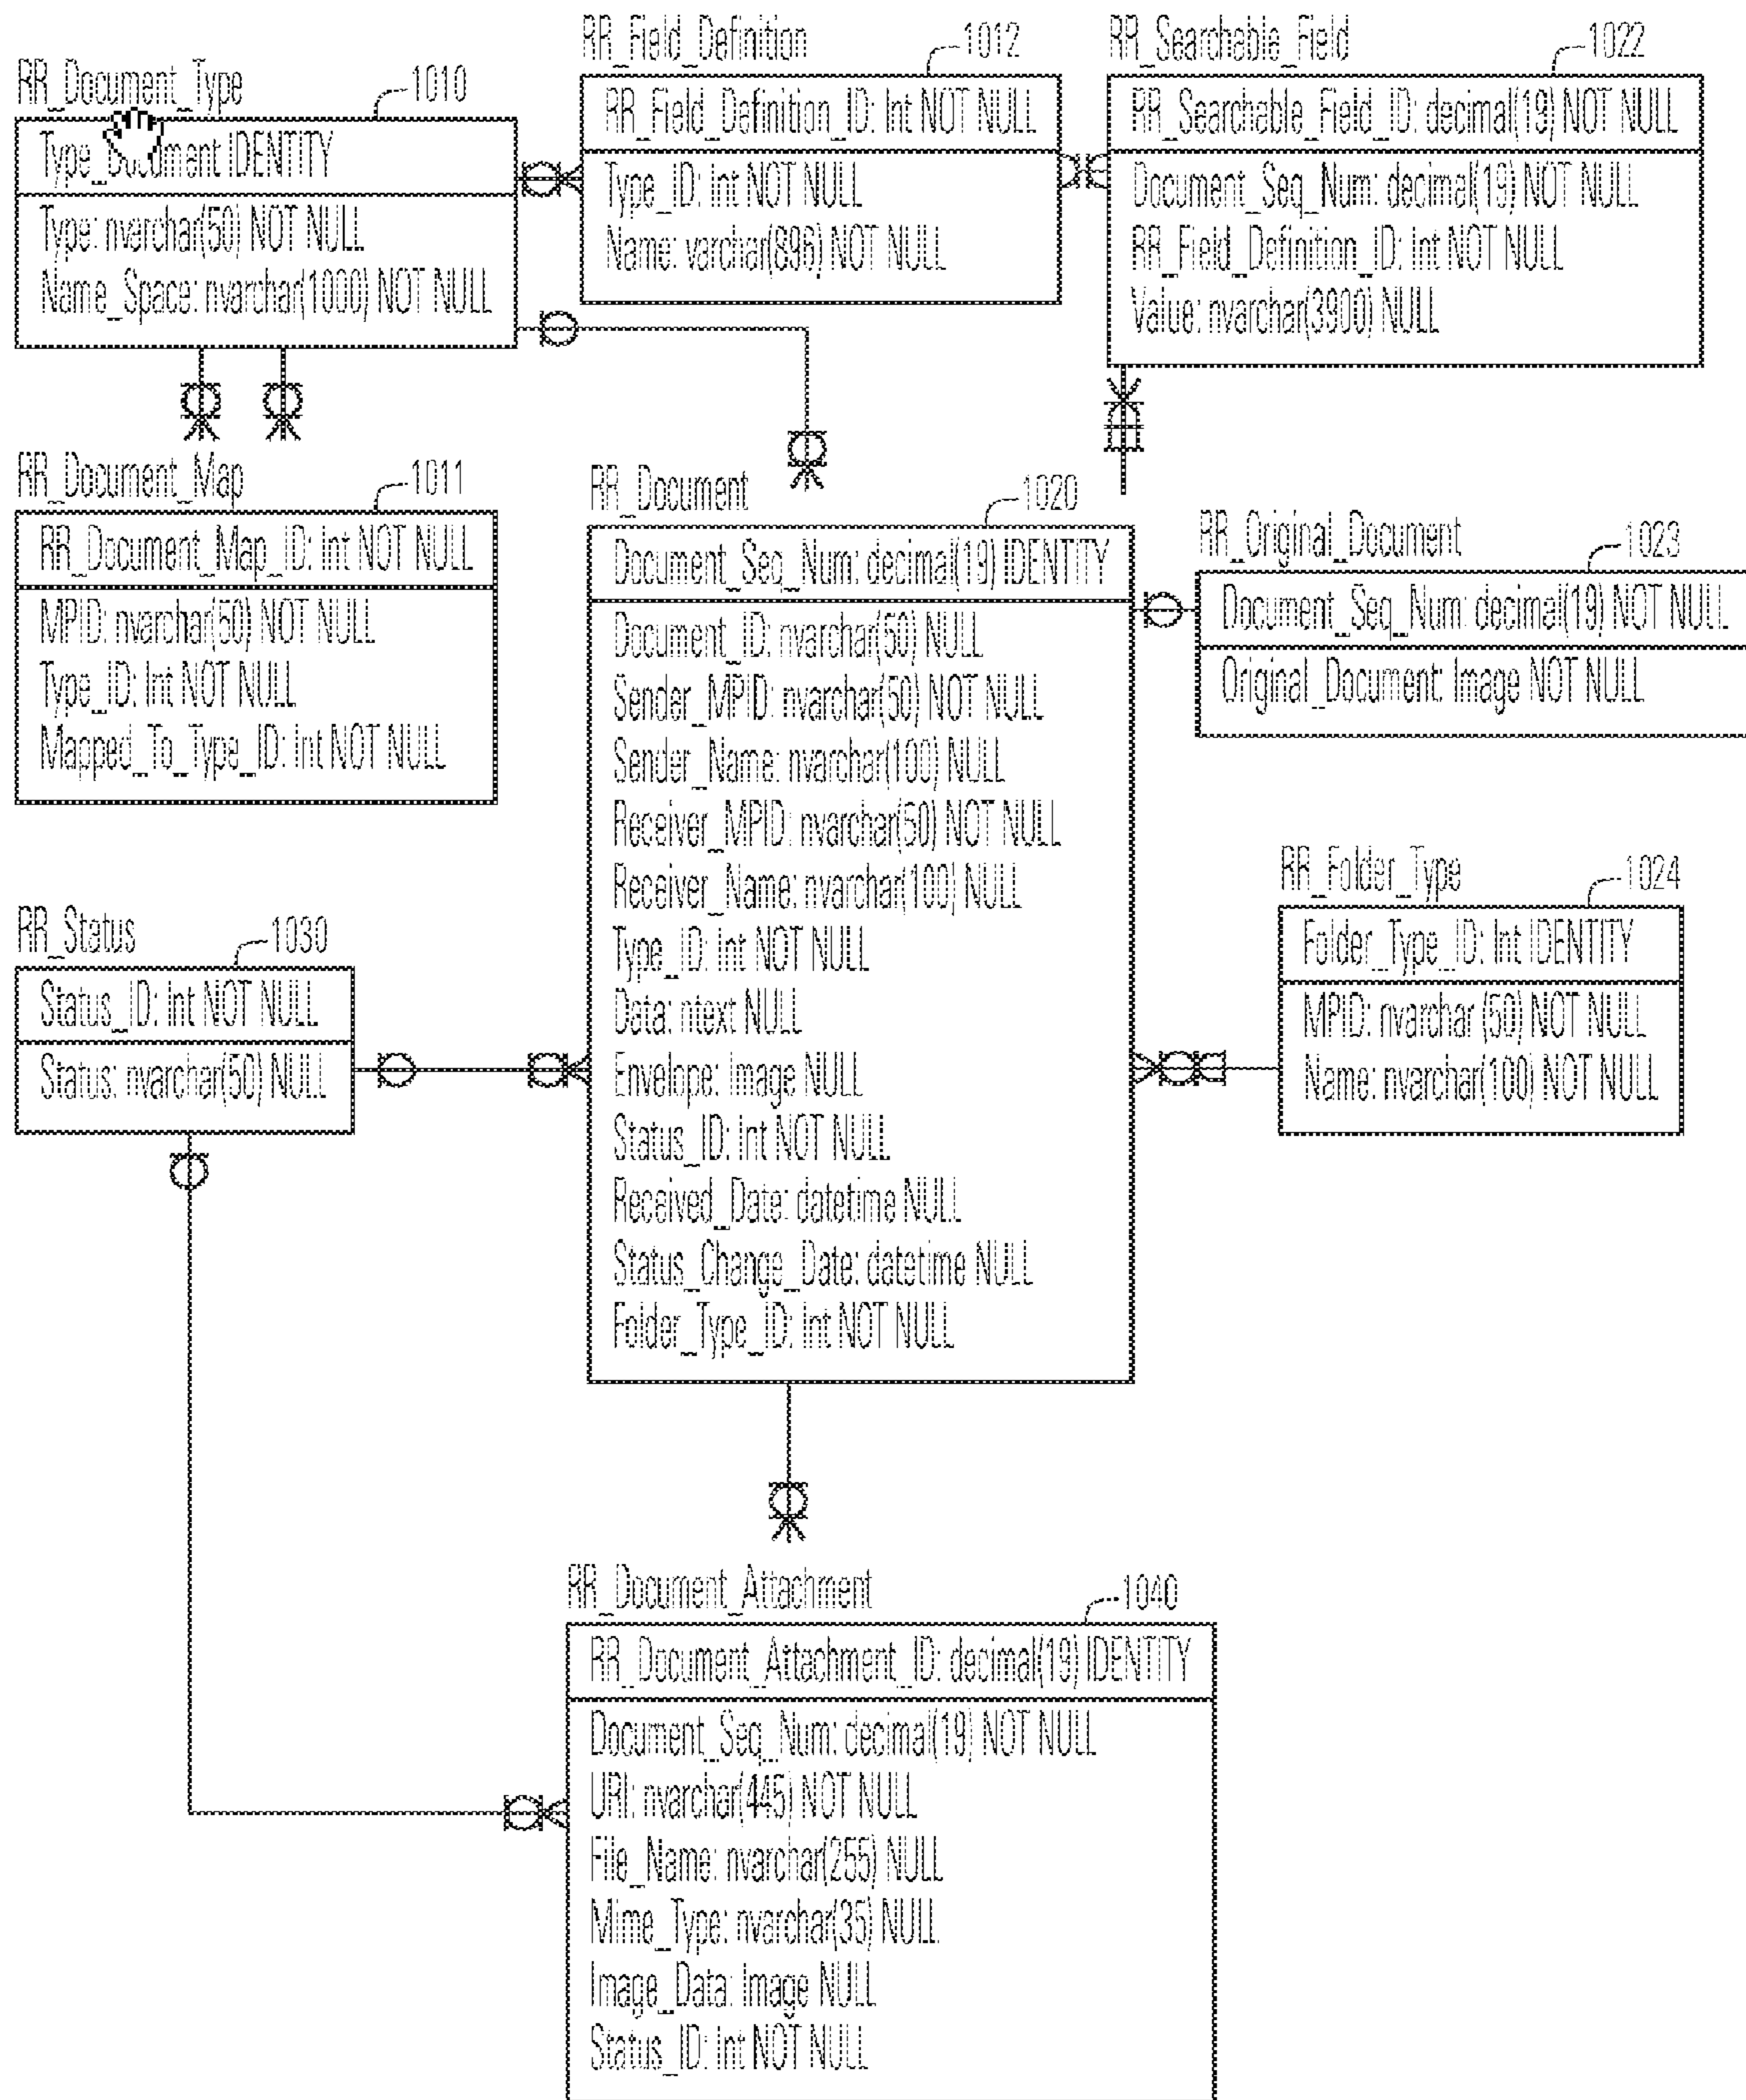 RR_Document_Type
1010
Type_Document IDENTITY
Type: nvarchar(50) NOT NULL
Name_Space: nvarchar(1000) NOT NULL
RR_Field_Definition
1012
RR_Field_Definition_ID: Int NOT NULL
Type_ID: int NOT NULL
Name: varchar(896) NOT NULL
RR_Searchable_Field
1022
RR_Searchable_Field_ID: decimal(19) NOT NULL
Document_Seq_Num: decimal(19) NOT NULL
RR_Field_Definition_ID: int NOT NULL
Value: nvarchar(3900) NULL
RR_Document_Map
1011
RR_Document_Map_ID: int NOT NULL
MPID: nvarchar(50) NOT NULL
Type_ID: Int NOT NULL
Mapped_To_Type_ID: int NOT NULL
RR_Document
1020
Document_Seq_Num: decimal(19) IDENTITY
Document_ID: nvarchar(50) NULL
Sender_MPID: nvarchar(50) NOT NULL
Sender_Name: nvarchar(100) NULL
Receiver_MPID: nvarchar(50) NOT NULL
Receiver_Name: nvarchar(100) NULL
Type_ID: int NOT NULL
Data: ntext NULL
Envelope: image NULL
Status_ID: int NOT NULL
Received_Date: datetime NULL
Status_Change_Date: datetime NULL
Folder_Type_ID: int NOT NULL
RR_Original_Document
1023
Document_Seq_Num: decimal(19) NOT NULL
Original_Document: Image NOT NULL
RR_Folder_Type
1024
Folder_Type_ID: Int IDENTITY
MPID: nvarchar (50) NOT NULL
Name: nvarchar(100) NOT NULL
RR_Status
1030
Status_ID: int NOT NULL
Status: nvarchar(50) NULL
RR_Document_Attachment
1040
RR_Document_Attachment_ID: decimal(19) IDENTITY
Document_Seq_Num: decimal(19) NOT NULL
URI: nvarchar(445) NOT NULL
File_Name: nvarchar(255) NULL
Mime_Type: nvarchar(35) NULL
Image_Data: image NULL
Status_ID: int NOT NULL